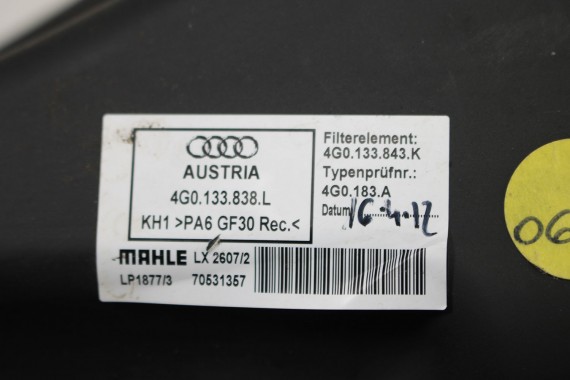 AUSTRIA
4G0.133.838.L
KH1 >PA6 GF30 Rec.<
Filterelement:
4G0.133.843.K
Typenprüfnr.:
4G0.183.A
Datum 16-4-12
MAHLE LX 2607/2
LP1877/3 70531357
06